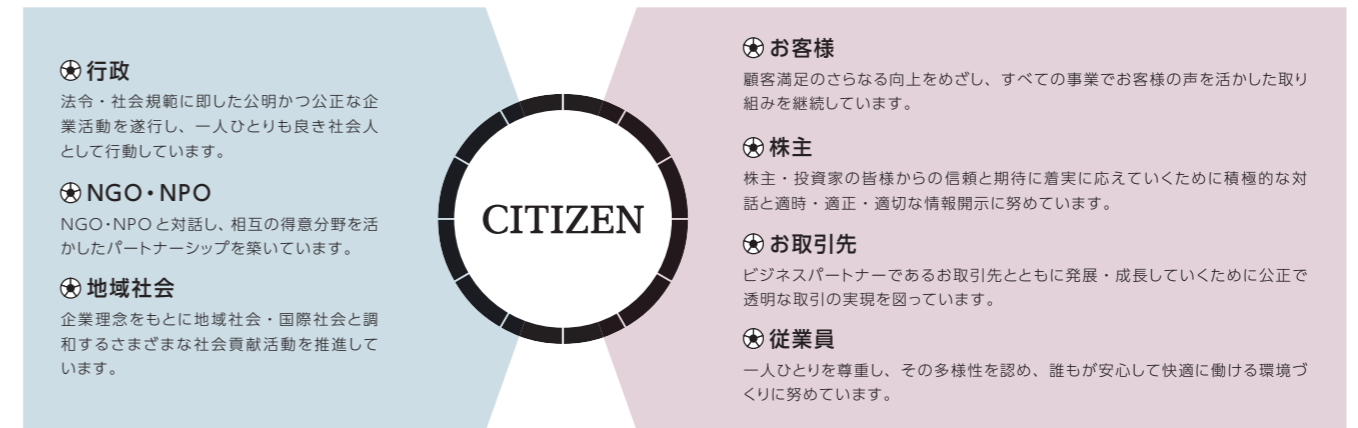 行政
法令・社会規範に即した公明かつ公正な企
業活動を遂行し、一人ひとりも良き社会人
として行動しています。
NGO・NPO
NGO・NPOと対話し、相互の得意分野を活
かしたパートナーシップを築いています。
地域社会
企業理念をもとに地域社会・国際社会と調
和するさまざまな社会貢献活動を推進して
います。
CITIZEN
お客様
顧客満足のさらなる向上をめざし、すべての事業でお客様の声を活かした取り
組みを継続しています。
株主
株主・投資家の皆様からの信頼と期待に着実に応えていくために積極的な対
話と適時・適正・適切な情報開示に努めています。
お取引先
ビジネスパートナーであるお取引先とともに発展・成長していくために公正で
透明な取引の実現を図っています。
従業員
一人ひとりを尊重し、その多様性を認め、誰もが安心して快適に働ける環境づ
くりに努めています。